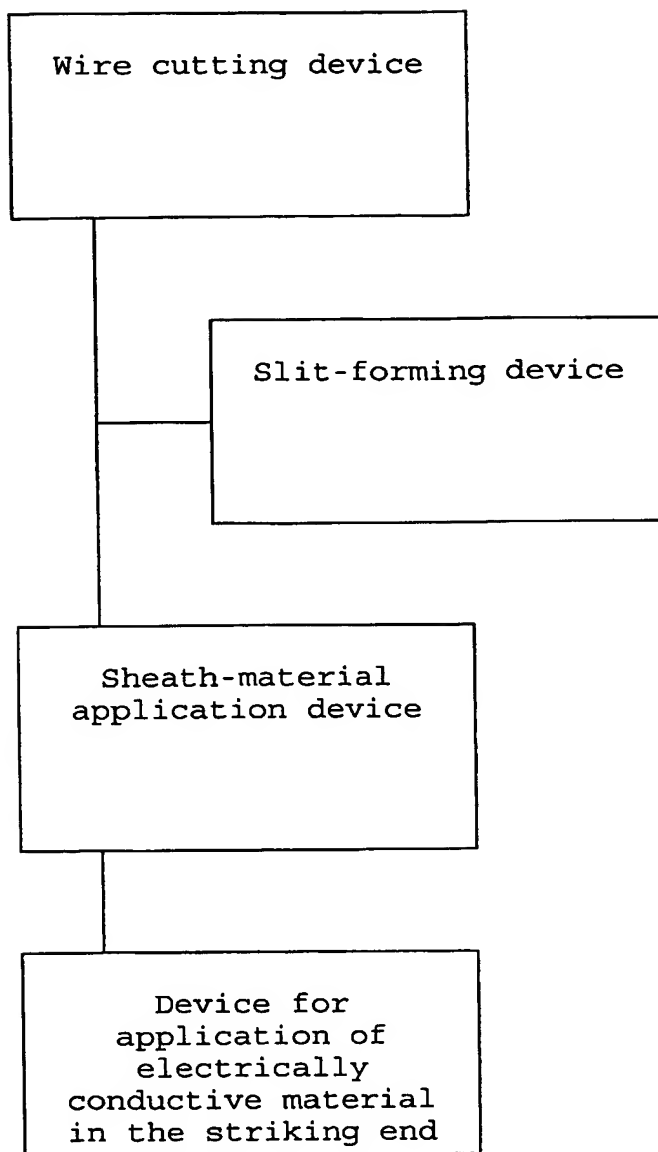 Wire cutting device
Slit-forming device
Sheath-material
application device
Device for
application of
electrically
conductive material
in the striking end